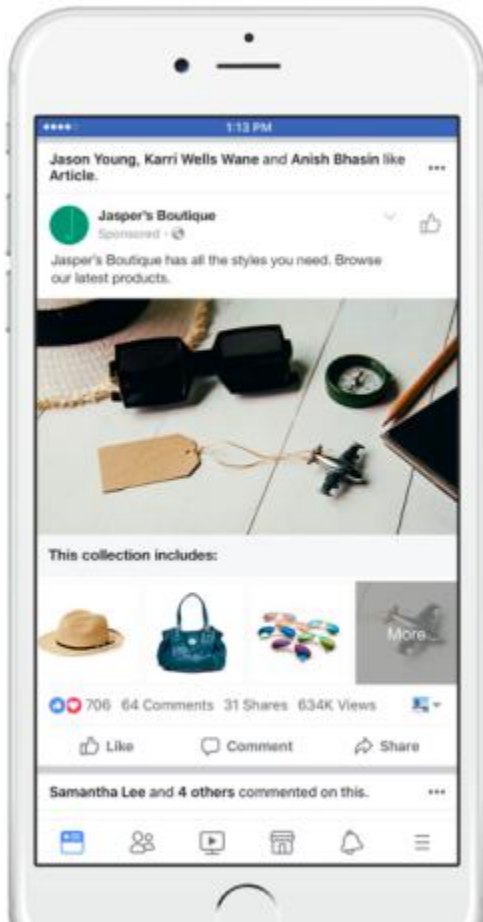 1:13 PM
Jason Young, Karri Wells Wane and Anish Bhasin like
Article.
Jasper's Boutique
Sponsored ·
Jasper's Boutique has all the styles you need. Browse
our latest products.
This collection includes:
More...
706 64 Comments 31 Shares 634K Views
Like Comment Share
Samantha Lee and 4 others commented on this.